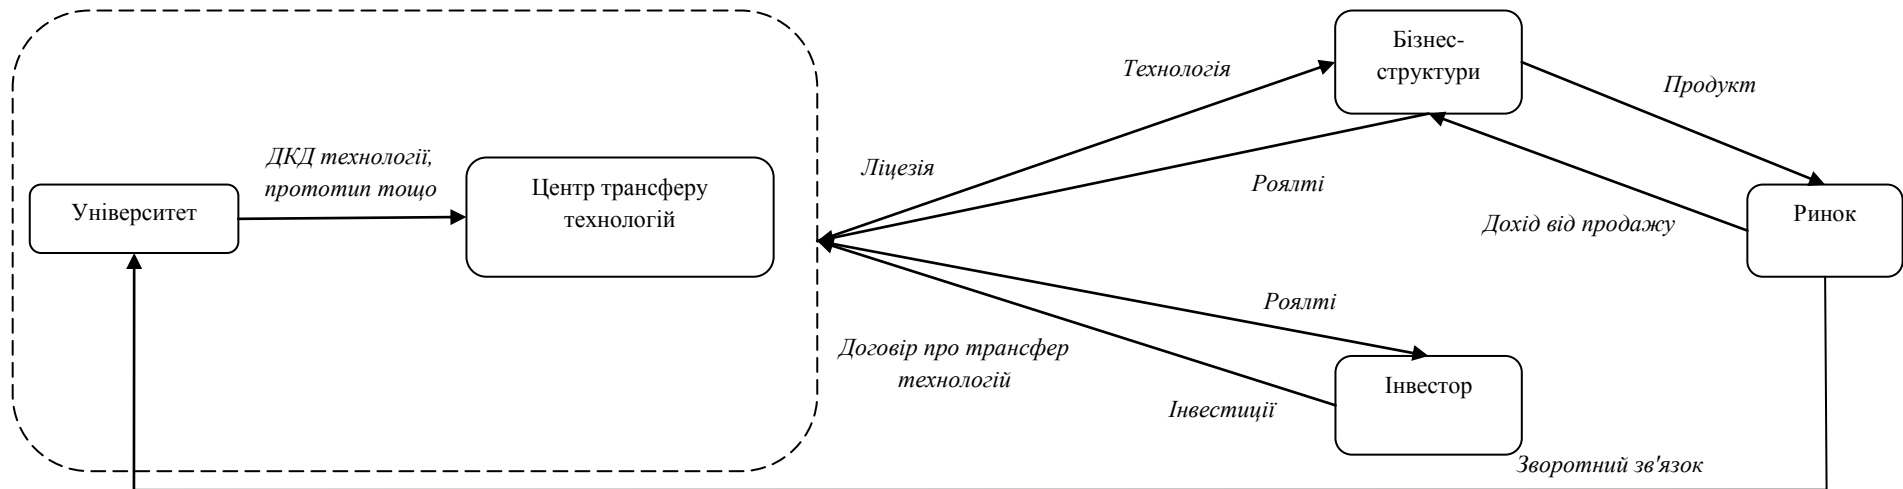 Бізнес-
структури
Технологія
Продукт
ДКД технології,
прототип тощо
Центр трансферу
технологій
Ліцезія
Роялті
Університет
Ринок
Дохід від продажу
Роялті
Договір про трансфер
технологій
Інвестор
Інвестиції
Зворотний зв'язок